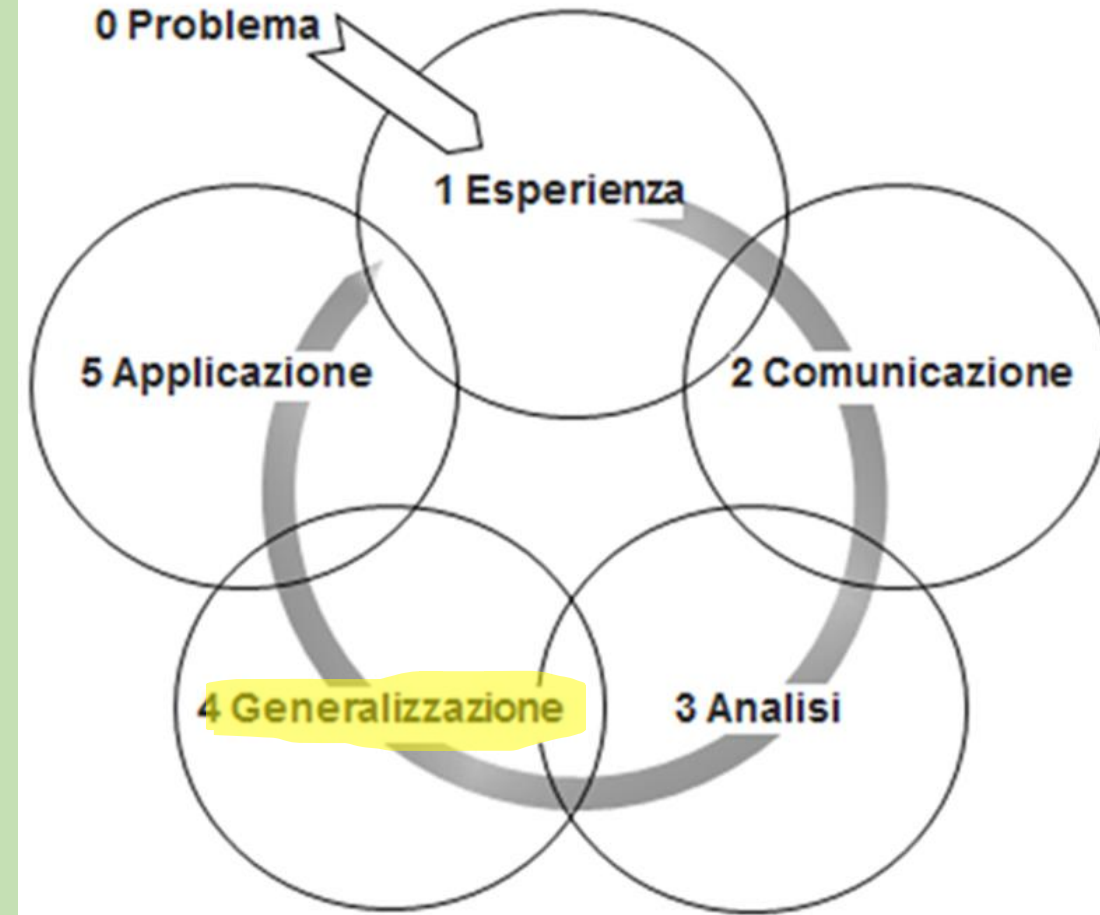 0 Problema
1 Esperienza
2 Comunicazione
3 Analisi
4 Generalizzazione
5 Applicazione